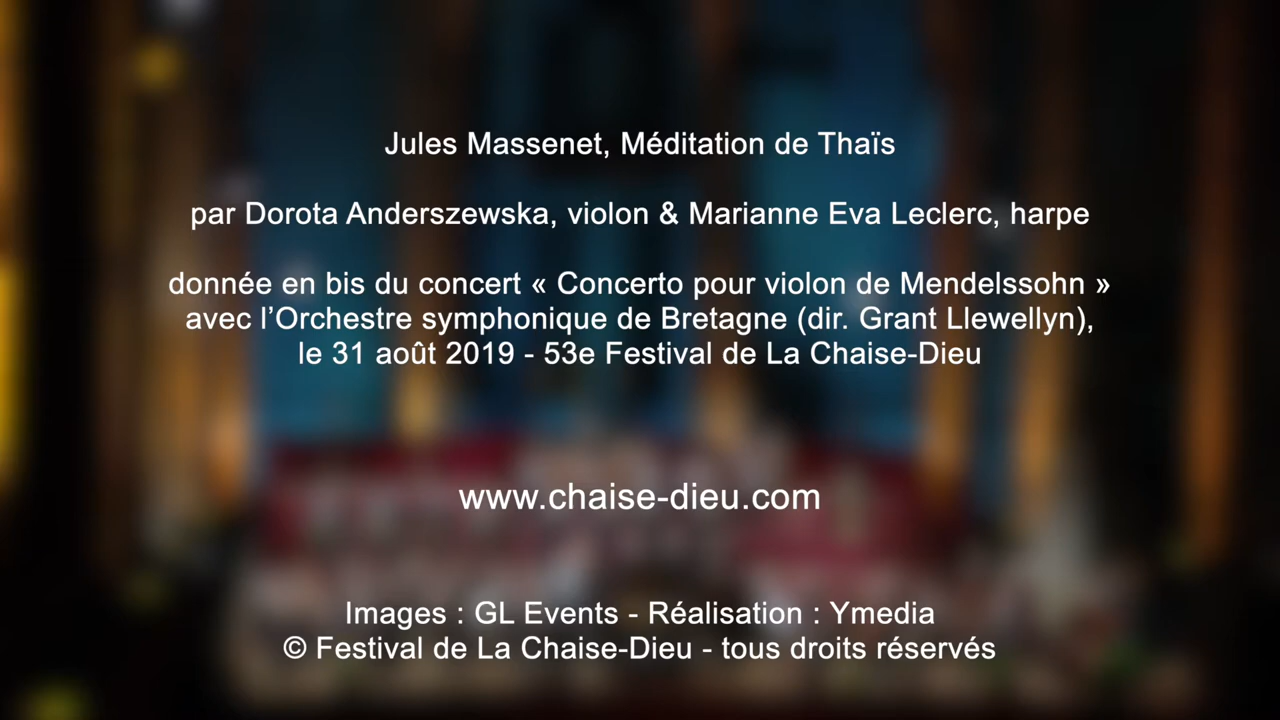 Jules Massenet, Méditation de Thaïs
par Dorota Anderszewska, violon & Marianne Eva Leclerc, harpe
donnée en bis du concert « Concerto pour violon de Mendelssohn »
avec l’Orchestre symphonique de Bretagne (dir. Grant Llewellyn),
le 31 août 2019 - 53e Festival de La Chaise-Dieu
www.chaise-dieu.com
Images : GL Events - Réalisation : Ymedia
© Festival de La Chaise-Dieu - tous droits réservés